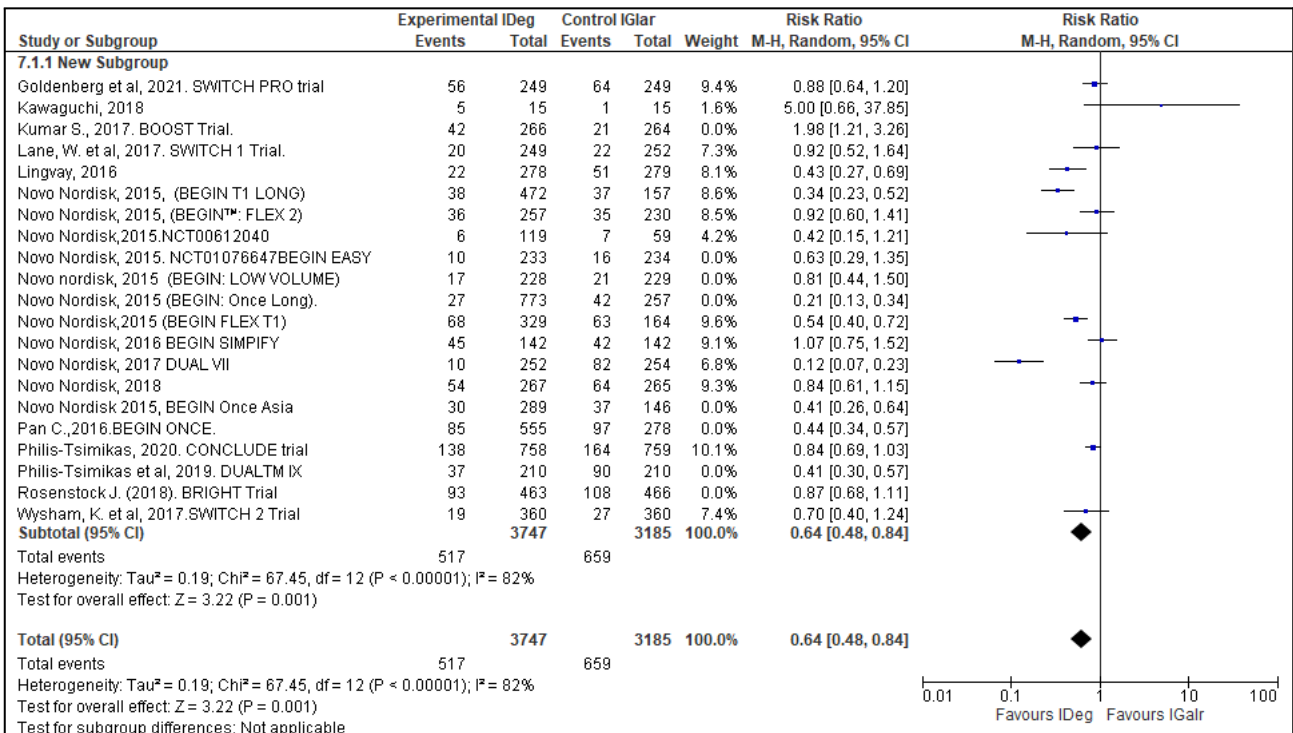 Experimental IDeg Control IGlar Risk Ratio Risk Ratio
Study or Subgroup Events Total Events Total Weight M-H, Random, 95% CI M-H, Random, 95% CI
7.1.1 New Subgroup
Goldenberg et al, 2021. SWITCH PRO trial 56 249 64 249 9.4% 0.88 [0.64, 1.20]
Kawaguchi, 2018 5 15 1 15 1.6% 5.00 [0.66, 37.85]
Kumar S., 2017. BOOST Trial. 42 266 21 264 0.0% 1.98 [1.21, 3.26]
Lane, W. et al, 2017. SWITCH 1 Trial. 20 249 22 252 7.3% 0.92 [0.52, 1.64]
Lingvay, 2016 22 278 51 279 8.1% 0.43 [0.27, 0.69]
Novo Nordisk, 2015, (BEGIN T1 LONG) 38 472 37 157 8.6% 0.34 [0.23, 0.52]
Novo Nordisk, 2015, (BEGIN™: FLEX 2) 36 257 35 230 8.5% 0.92 [0.60, 1.41]
Novo Nordisk,2015.NCT00612040 6 119 7 59 4.2% 0.42 [0.15, 1.21]
Novo Nordisk, 2015. NCT01076647BEGIN EASY 10 233 16 234 0.0% 0.63 [0.29, 1.35]
Novo nordisk, 2015 (BEGIN: LOW VOLUME) 17 228 21 229 0.0% 0.81 [0.44, 1.50]
Novo Nordisk, 2015 (BEGIN: Once Long). 27 773 42 257 0.0% 0.21 [0.13, 0.34]
Novo Nordisk,2015 (BEGIN FLEX T1) 68 329 63 164 9.6% 0.54 [0.40, 0.72]
Novo Nordisk, 2016 BEGIN SIMPIFY 45 142 42 142 9.1% 1.07 [0.75, 1.52]
Novo Nordisk, 2017 DUAL VII 10 252 82 254 6.8% 0.12 [0.07, 0.23]
Novo Nordisk, 2018 54 267 64 265 9.3% 0.84 [0.61, 1.15]
Novo Nordisk 2015, BEGIN Once Asia 30 289 37 146 0.0% 0.41 [0.26, 0.64]
Pan C.,2016.BEGIN ONCE. 85 555 97 278 0.0% 0.44 [0.34, 0.57]
Philis-Tsimikas, 2020. CONCLUDE trial 138 758 164 759 10.1% 0.84 [0.69, 1.03]
Philis-Tsimikas et al, 2019. DUALTM IX 37 210 90 210 0.0% 0.41 [0.30, 0.57]
Rosenstock J. (2018). BRIGHT Trial 93 463 108 466 0.0% 0.87 [0.68, 1.11]
Wysham, K. et al, 2017.SWITCH 2 Trial 19 360 27 360 7.4% 0.70 [0.40, 1.24]
Subtotal (95% CI) 3747 3185 100.0% 0.64 [0.48, 0.84]
Total events 517 659
Heterogeneity: Tau² = 0.19; Chi² = 67.45, df = 12 (P < 0.00001); I² = 82%
Test for overall effect: Z = 3.22 (P = 0.001)
Total (95% CI) 3747 3185 100.0% 0.64 [0.48, 0.84]
Total events 517 659
Heterogeneity: Tau² = 0.19; Chi² = 67.45, df = 12 (P < 0.00001); I² = 82%
Test for overall effect: Z = 3.22 (P = 0.001)
Test for subgroup differences: Not applicable
0.01 0.1 1 10 100
Favours IDeg Favours IGalr